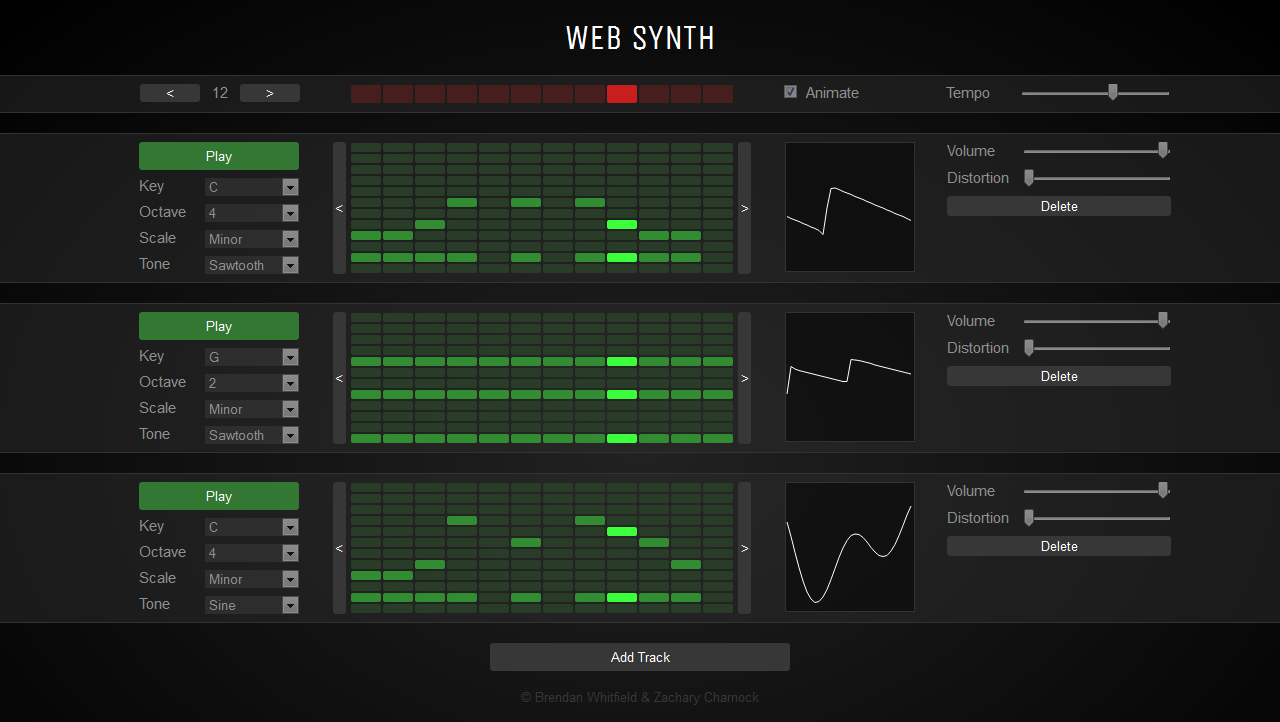 WEB SYNTH
< 12 > Animate Tempo
Play
Key C
Octave 4
Scale Minor
Tone Sawtooth
< >
Volume
Distortion
Delete
Play
Key G
Octave 2
Scale Minor
Tone Sawtooth
< >
Volume
Distortion
Delete
Play
Key C
Octave 4
Scale Minor
Tone Sine
< >
Volume
Distortion
Delete
Add Track
© Brendan Whitfield & Zachary Charnock